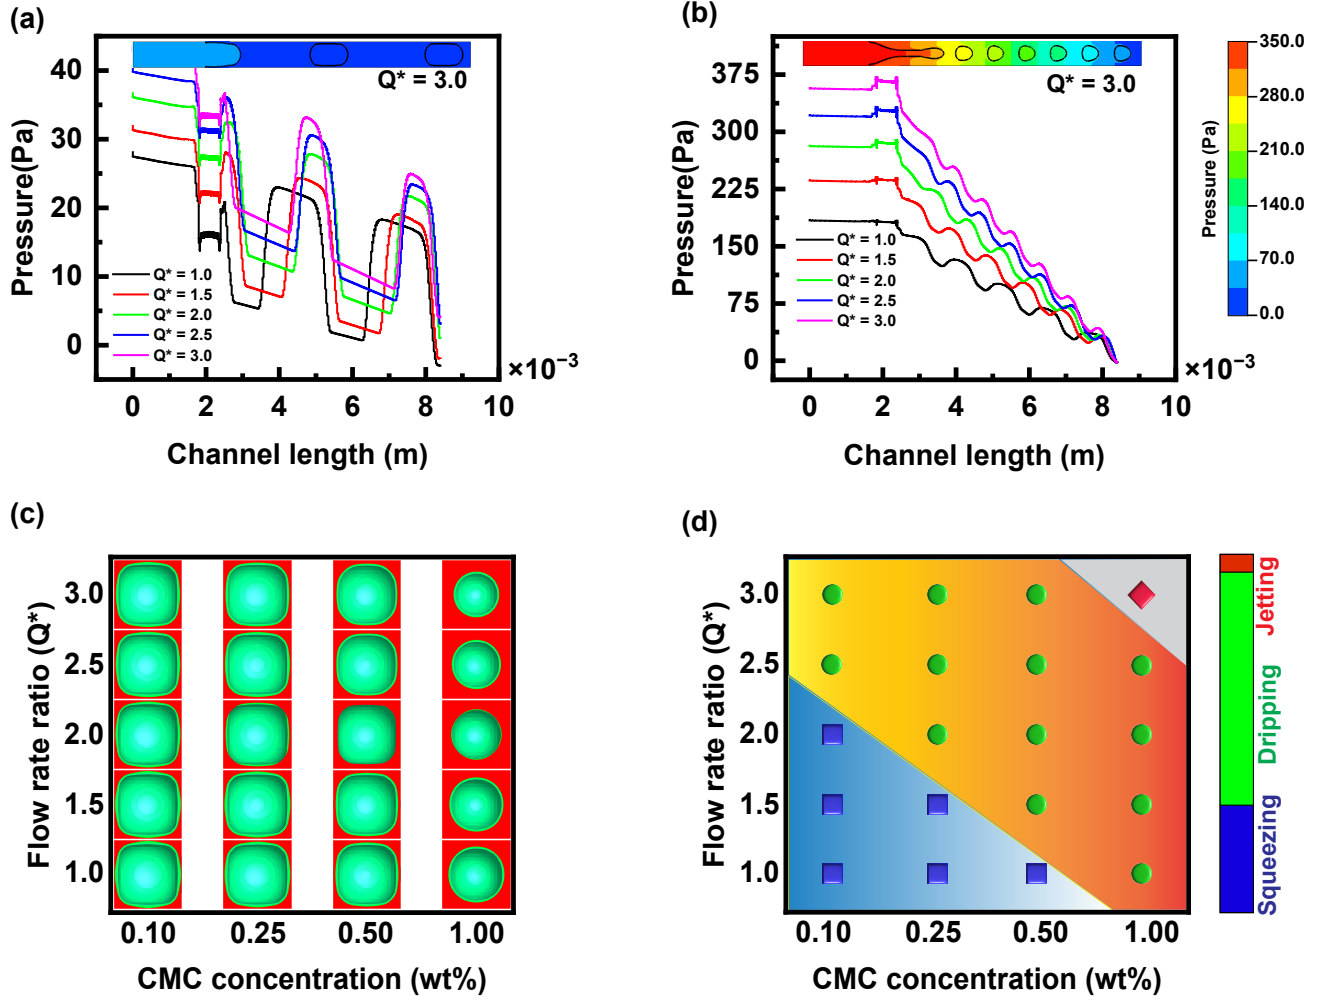 (a)
Q* = 3.0
40
30
20
10
0
Pressure(Pa)
Q* = 1.0
Q* = 1.5
Q* = 2.0
Q* = 2.5
Q* = 3.0
×10⁻³
0 2 4 6 8 10
Channel length (m)
(b)
Q* = 3.0
375
300
225
150
75
0
Pressure(Pa)
Q* = 1.0
Q* = 1.5
Q* = 2.0
Q* = 2.5
Q* = 3.0
×10⁻³
0 2 4 6 8 10
Channel length (m)
350.0
280.0
210.0
140.0
70.0
0.0
Pressure (Pa)
(c)
3.0
2.5
2.0
1.5
1.0
Flow rate ratio (Q*)
0.10 0.25 0.50 1.00
CMC concentration (wt%)
(d)
3.0
2.5
2.0
1.5
1.0
Flow rate ratio (Q*)
0.10 0.25 0.50 1.00
CMC concentration (wt%)
Jetting
Dripping
Squeezing